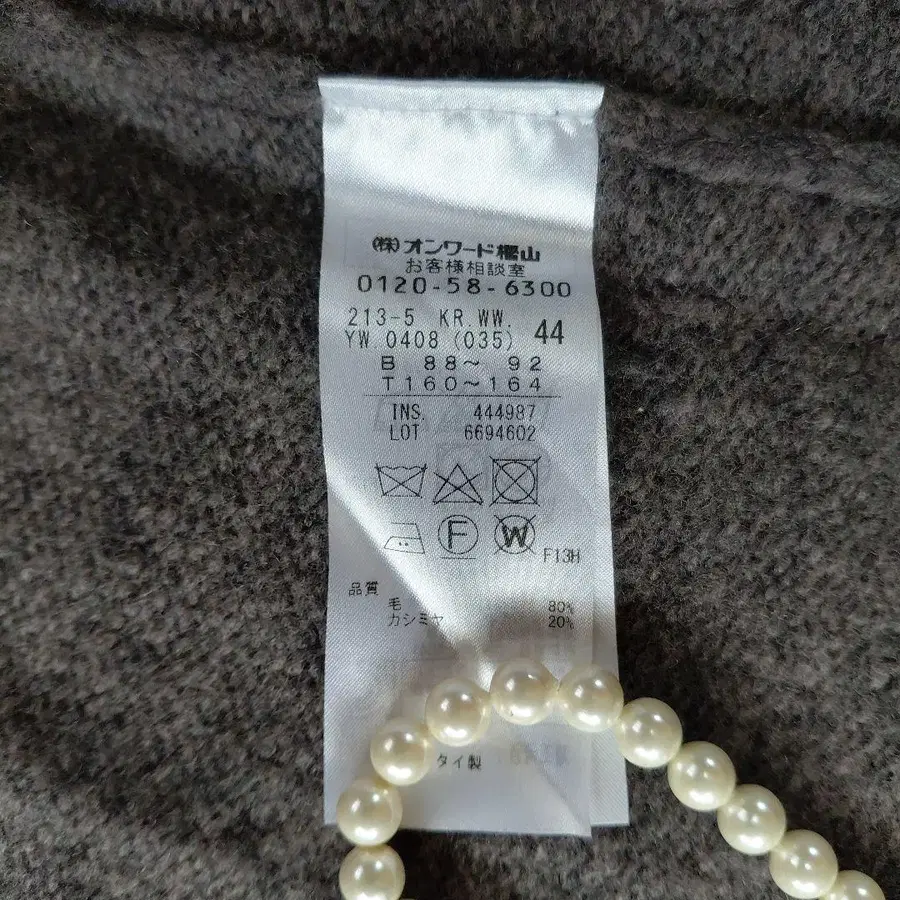 ㈱オンワード樫山
お客様相談室
0120-58-6300
213-5 KR.WW.
YW 0408 (035) 44
B 88～ 92
T160～164
INS. 444987
LOT 6694602
F
W
F13H
品質
毛 80%
カシミヤ 20%
タイ製